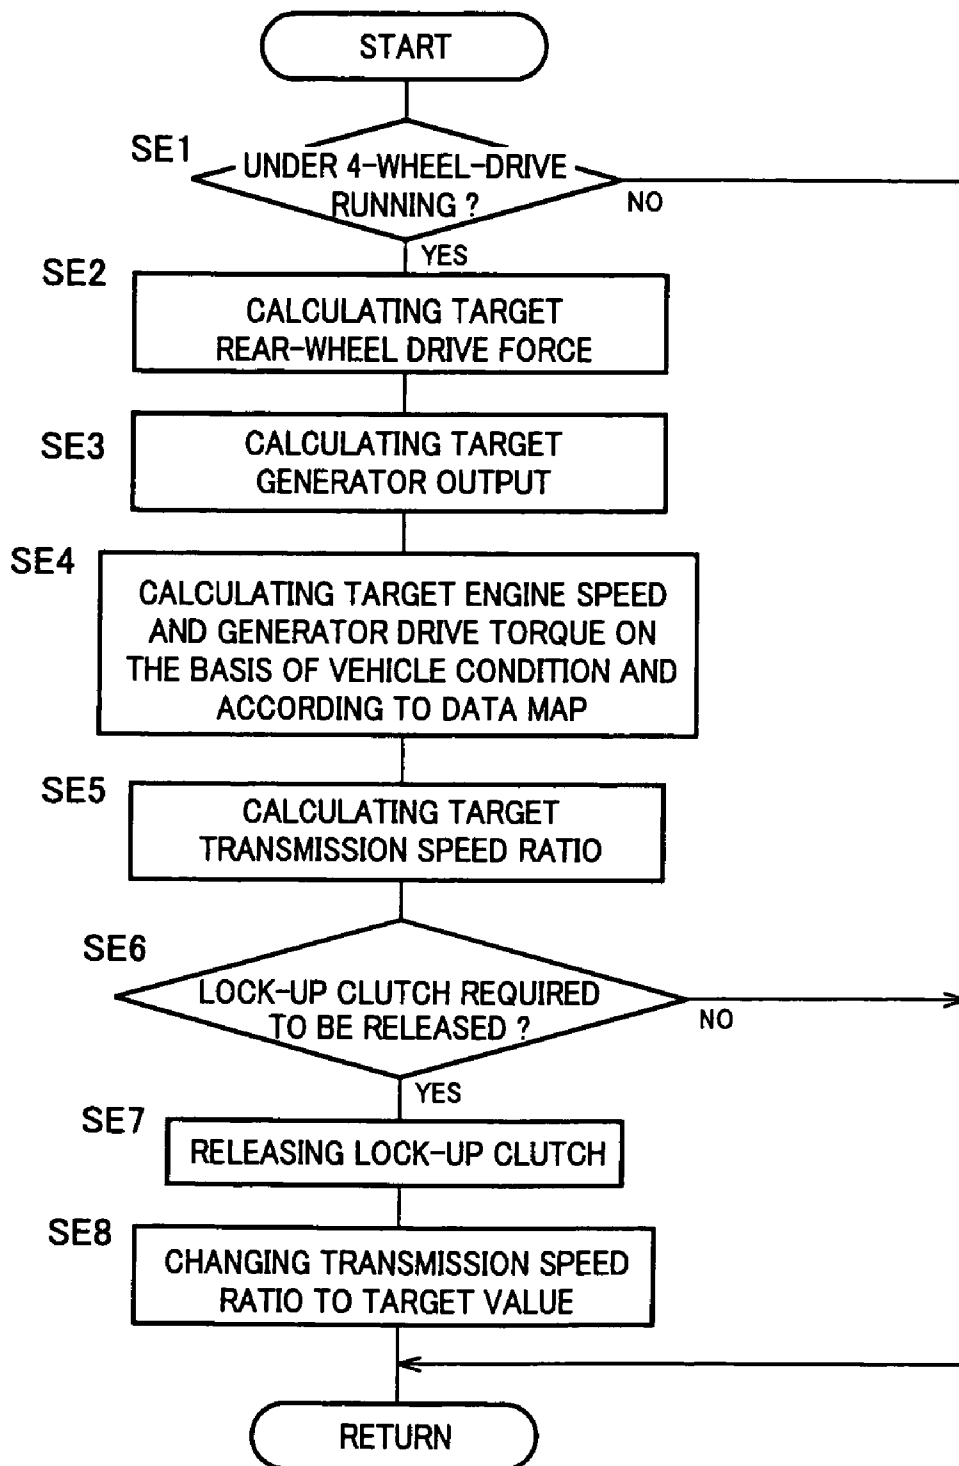 START
SE1
UNDER 4-WHEEL-DRIVE
RUNNING ?
NO
YES
SE2
CALCULATING TARGET
REAR-WHEEL DRIVE FORCE
SE3
CALCULATING TARGET
GENERATOR OUTPUT
SE4
CALCULATING TARGET ENGINE SPEED
AND GENERATOR DRIVE TORQUE ON
THE BASIS OF VEHICLE CONDITION AND
ACCORDING TO DATA MAP
SE5
CALCULATING TARGET
TRANSMISSION SPEED RATIO
SE6
LOCK-UP CLUTCH REQUIRED
TO BE RELEASED ?
NO
YES
SE7
RELEASING LOCK-UP CLUTCH
SE8
CHANGING TRANSMISSION SPEED
RATIO TO TARGET VALUE
RETURN